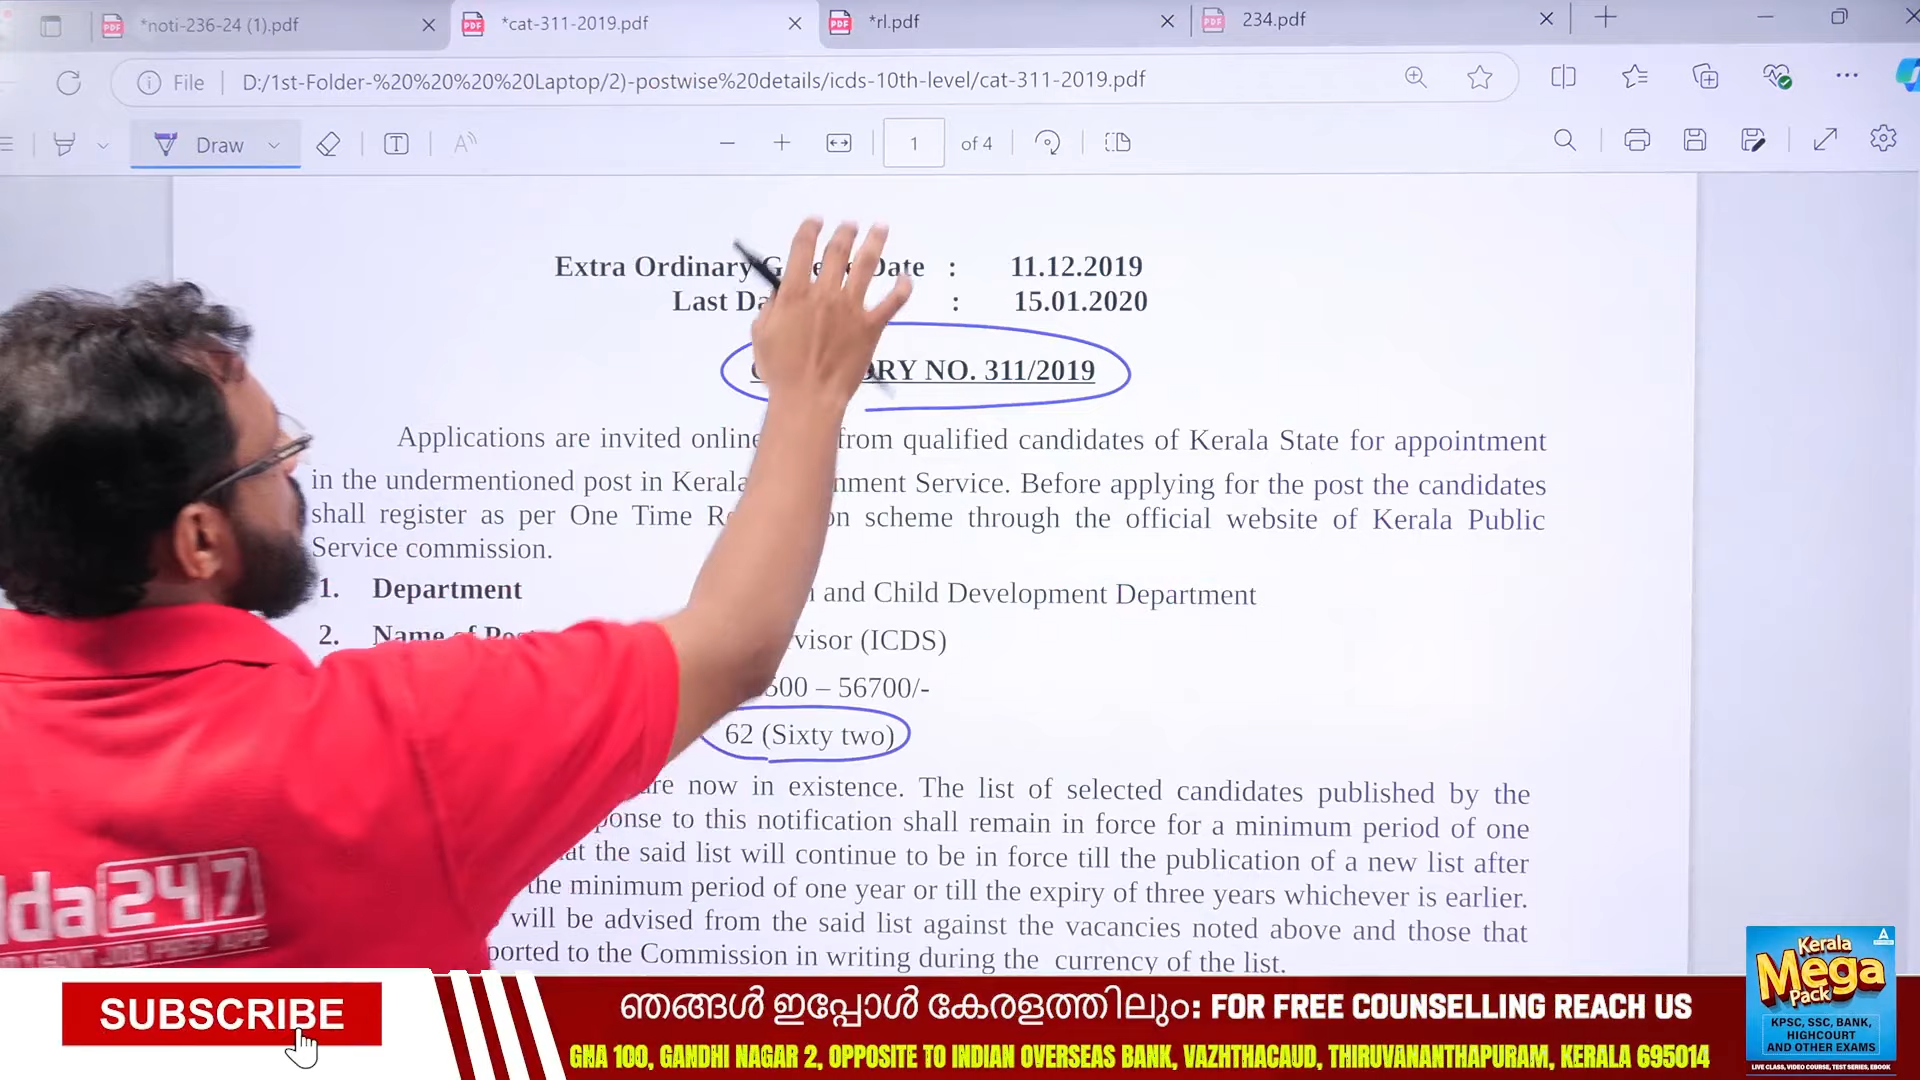 *noti-236-24 (1).pdf
*cat-311-2019.pdf
*rl.pdf
234.pdf
File D:/1st-Folder-%20%20%20%20Laptop/2)-postwise%20details/icds-10th-level/cat-311-2019.pdf
Draw
1 of 4
Extra Ordinary Date : 11.12.2019
Last : 15.01.2020
NO. 311/2019
Applications are invited online from qualified candidates of Kerala State for appointment
in the undermentioned post in Kerala Service. Before applying for the post the candidates
shall register as per One Time scheme through the official website of Kerala Public
Service commission.
1. Department and Child Development Department
2. Name of (ICDS)
– 56700/-
62 (Sixty two)
now in existence. The list of selected candidates published by the
to this notification shall remain in force for a minimum period of one
the said list will continue to be in force till the publication of a new list after
the minimum period of one year or till the expiry of three years whichever is earlier.
will be advised from the said list against the vacancies noted above and those that
to the Commission in writing during the currency of the list.
247
SUBSCRIBE
ഞങ്ങൾ ഇപ്പോൾ കേരളത്തിലും: FOR FREE COUNSELLING REACH US
GNA 100, GANDHI NAGAR 2, OPPOSITE TO INDIAN OVERSEAS BANK, VAZHTHACAUD, THIRUVANANTHAPURAM, KERALA 695014
Kerala
Mega
Pack
KPSC, SSC, BANK,
HIGHCOURT
AND OTHER EXAMS
LIVE CLASS, VIDEO COURSE, TEST SERIES, EBOOK